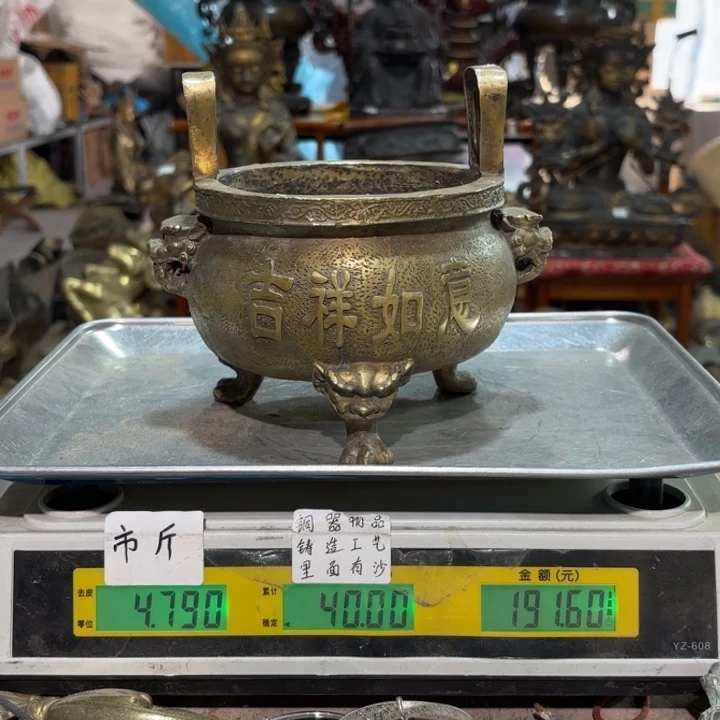 吉祥如意
市斤
銅器物品
铸造工艺
里面有沙
金额(元)
去皮
零位
4.790
累计
稳定
40.00
191.60
YZ-608